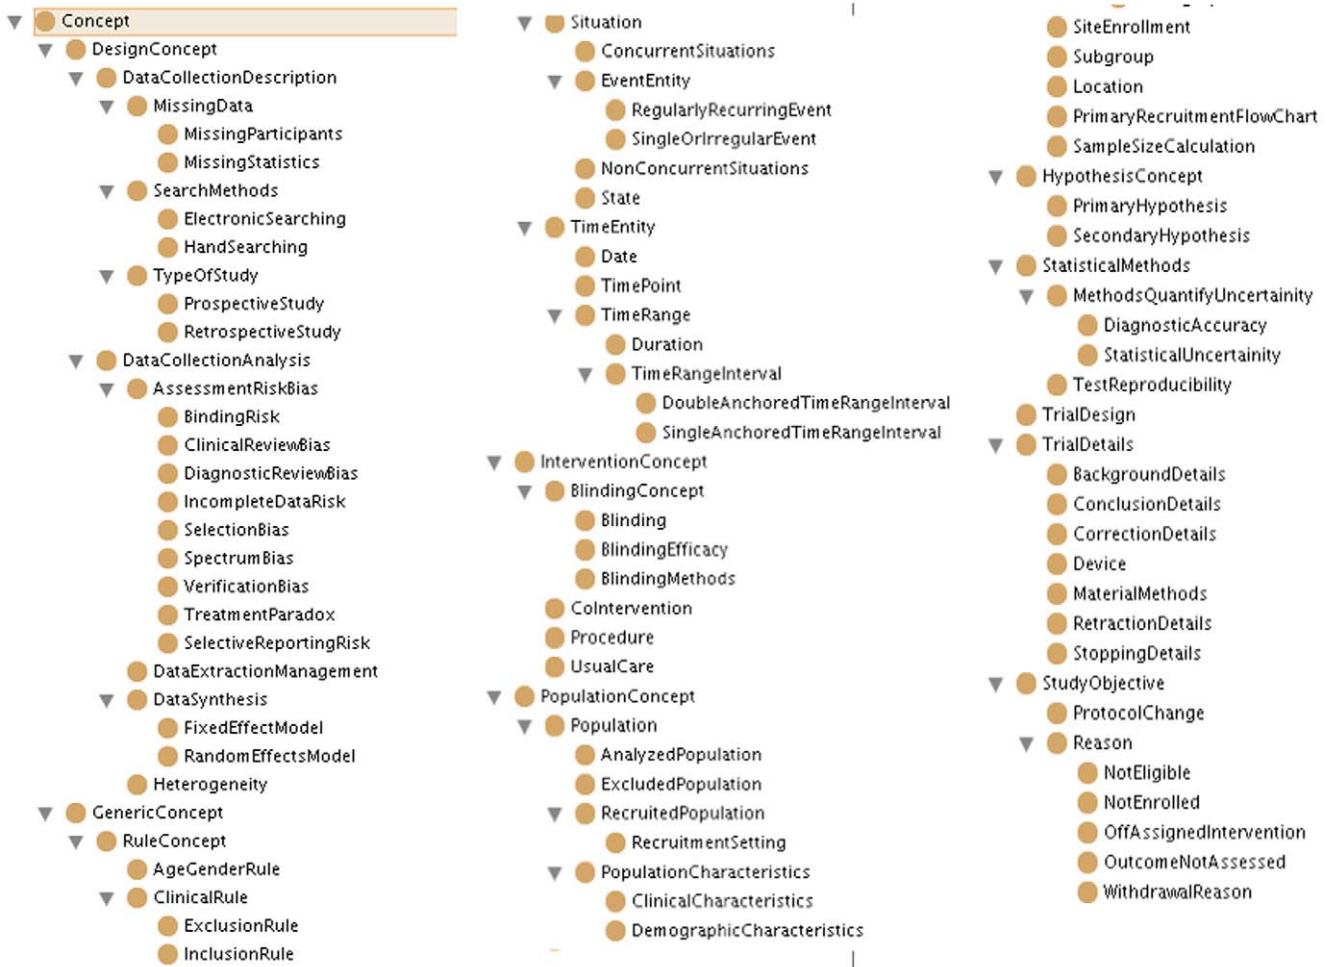 Concept
DesignConcept
DataCollectionDescription
MissingData
MissingParticipants
MissingStatistics
SearchMethods
ElectronicSearching
HandSearching
TypeOfStudy
ProspectiveStudy
RetrospectiveStudy
DataCollectionAnalysis
AssessmentRiskBias
BindingRisk
ClinicalReviewBias
DiagnosticReviewBias
IncompleteDataRisk
SelectionBias
SpectrumBias
VerificationBias
TreatmentParadox
SelectiveReportingRisk
DataExtractionManagement
DataSynthesis
FixedEffectModel
RandomEffectsModel
Heterogeneity
GenericConcept
RuleConcept
AgeGenderRule
ClinicalRule
ExclusionRule
InclusionRule
Situation
ConcurrentSituations
EventEntity
RegularlyRecurringEvent
SingleOrIrregularEvent
NonConcurrentSituations
State
TimeEntity
Date
TimePoint
TimeRange
Duration
TimeRangeInterval
DoubleAnchoredTimeRangeInterval
SingleAnchoredTimeRangeInterval
InterventionConcept
BlindingConcept
Blinding
BlindingEfficacy
BlindingMethods
CoIntervention
Procedure
UsualCare
PopulationConcept
Population
AnalyzedPopulation
ExcludedPopulation
RecruitedPopulation
RecruitmentSetting
PopulationCharacteristics
ClinicalCharacteristics
DemographicCharacteristics
SiteEnrollment
Subgroup
Location
PrimaryRecruitmentFlowChart
SampleSizeCalculation
HypothesisConcept
PrimaryHypothesis
SecondaryHypothesis
StatisticalMethods
MethodsQuantifyUncertainity
DiagnosticAccuracy
StatisticalUncertainity
TestReproducibility
TrialDesign
TrialDetails
BackgroundDetails
ConclusionDetails
CorrectionDetails
Device
MaterialMethods
RetractionDetails
StoppingDetails
StudyObjective
ProtocolChange
Reason
NotEligible
NotEnrolled
OffAssignedIntervention
OutcomeNotAssessed
WithdrawalReason